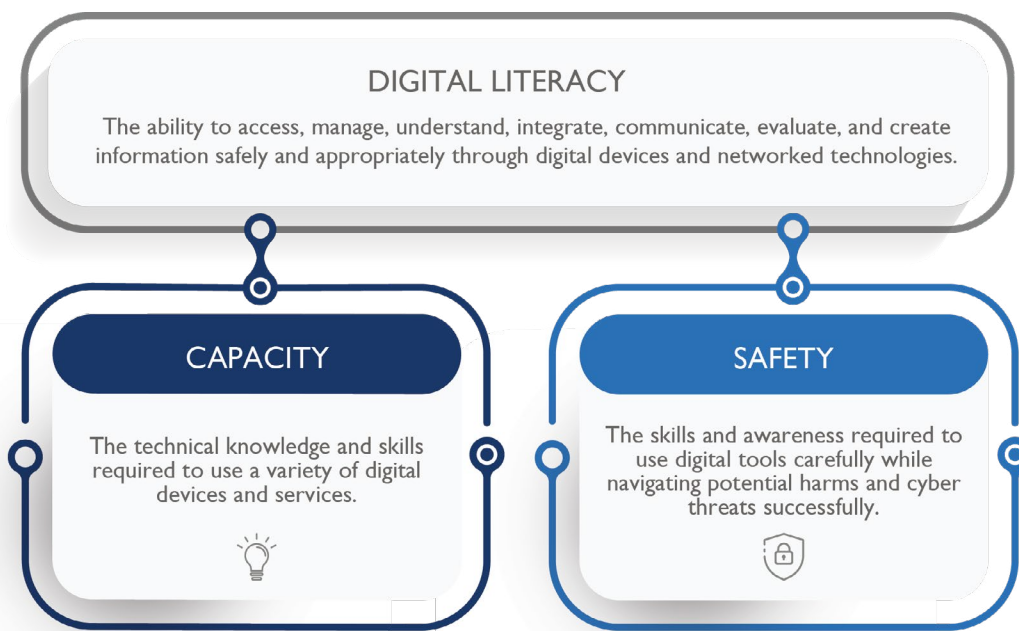 DIGITAL LITERACY
The ability to access, manage, understand, integrate, communicate, evaluate, and create
information safely and appropriately through digital devices and networked technologies.
CAPACITY
The technical knowledge and skills
required to use a variety of digital
devices and services.
SAFETY
The skills and awareness required to
use digital tools carefully while
navigating potential harms and cyber
threats successfully.